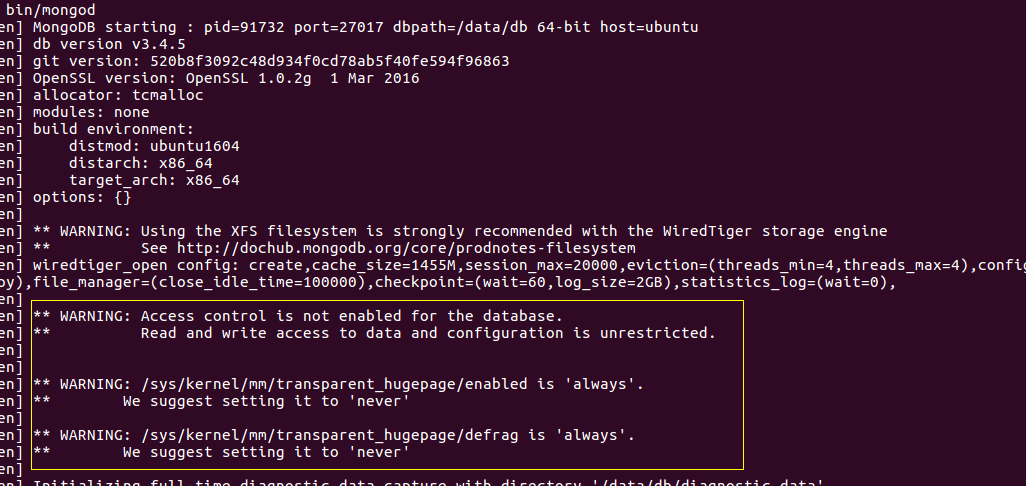 bin/mongod
en] MongoDB starting : pid=91732 port=27017 dbpath=/data/db 64-bit host=ubuntu
en] db version v3.4.5
en] git version: 520b8f3092c48d934f0cd78ab5f40fe594f96863
en] OpenSSL version: OpenSSL 1.0.2g  1 Mar 2016
en] allocator: tcmalloc
en] modules: none
en] build environment:
en]     distmod: ubuntu1604
en]     distarch: x86_64
en]     target_arch: x86_64
en] options: {}
en]
en] ** WARNING: Using the XFS filesystem is strongly recommended with the WiredTiger storage engine
en] **          See http://dochub.mongodb.org/core/prodnotes-filesystem
en] wiredtiger_open config: create,cache_size=1455M,session_max=20000,eviction=(threads_min=4,threads_max=4),config
py),file_manager=(close_idle_time=100000),checkpoint=(wait=60,log_size=2GB),statistics_log=(wait=0),
en]
en] ** WARNING: Access control is not enabled for the database.
en] **          Read and write access to data and configuration is unrestricted.
en]
en]
en] ** WARNING: /sys/kernel/mm/transparent_hugepage/enabled is 'always'.
en] **        We suggest setting it to 'never'
en]
en] ** WARNING: /sys/kernel/mm/transparent_hugepage/defrag is 'always'.
en] **        We suggest setting it to 'never'
en]
en] Initializing full-time diagnostic data capture with directory '/data/db/diagnostic.data'